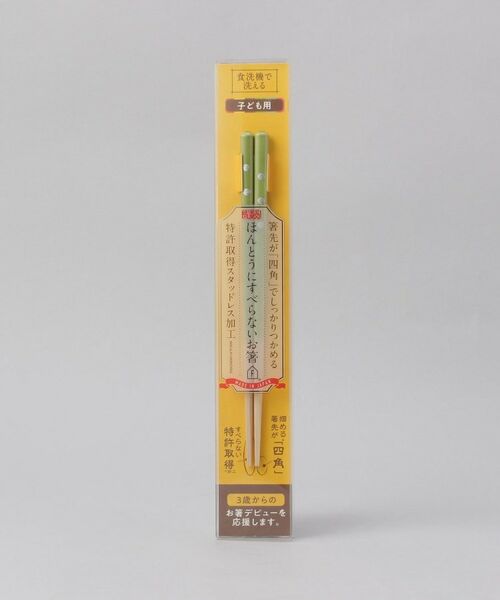 食洗機で
洗える
子ども用
箸先が「四角」でしっかりつかめる
ほんとうにすべらないお箸
特許取得スタッドレス加工
MADE IN JAPAN
掴める!
箸先が「四角」
すべらない
特許取得
3歳からの
お箸デビューを
応援します。